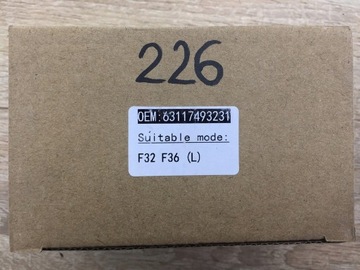 226
OEM:63117493231
Suitable mode:
F32 F36 (L)